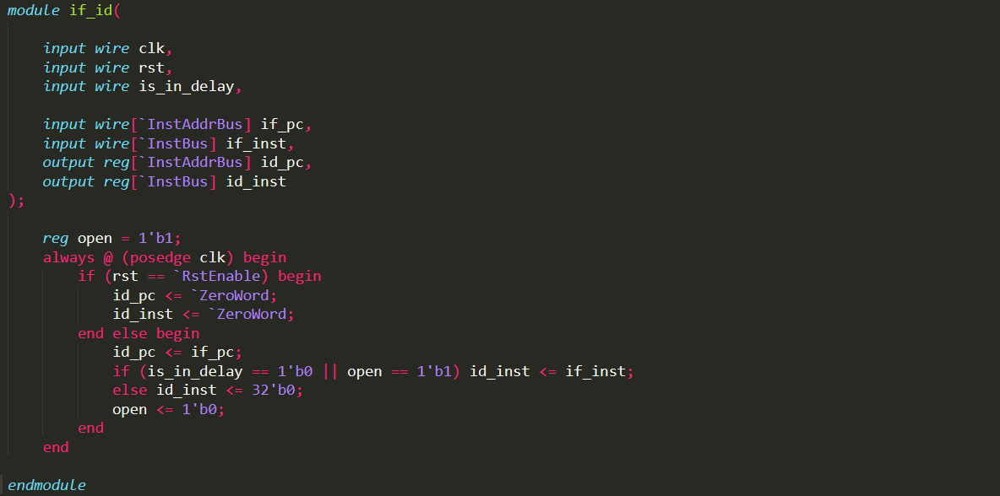 module if_id(
input wire clk,
input wire rst,
input wire is_in_delay,
input wire[`InstAddrBus] if_pc,
input wire[`InstBus] if_inst,
output reg[`InstAddrBus] id_pc,
output reg[`InstBus] id_inst
);
reg open = 1'b1;
always @ (posedge clk) begin
if (rst == `RstEnable) begin
id_pc <= `ZeroWord;
id_inst <= `ZeroWord;
end else begin
id_pc <= if_pc;
if (is_in_delay == 1'b0 || open == 1'b1) id_inst <= if_inst;
else id_inst <= 32'b0;
open <= 1'b0;
end
end
endmodule